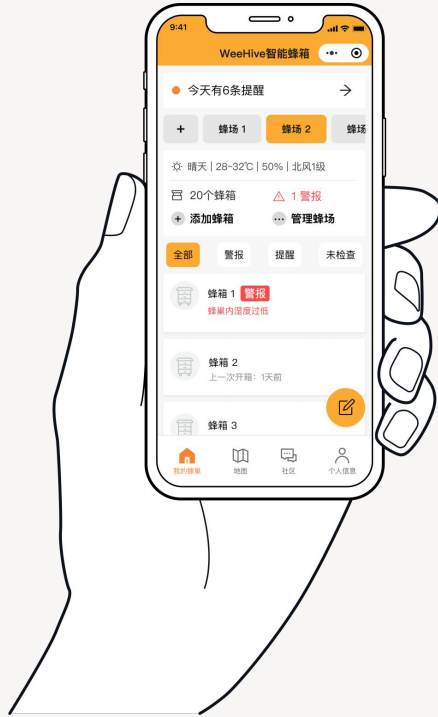 9:41
WeeHive智能蜂箱
今天有6条提醒
+ 蜂场 1 蜂场 2 蜂场
晴天 | 28-32℃ | 50% | 北风1级
20个蜂箱 1 警报
+ 添加蜂箱 ··· 管理蜂场
全部 警报 提醒 未检查
蜂箱 1 警报
蜂巢内湿度过低
蜂箱 2
上一次开箱：1天前
蜂箱 3
我的蜂巢 地图 社区 个人信息